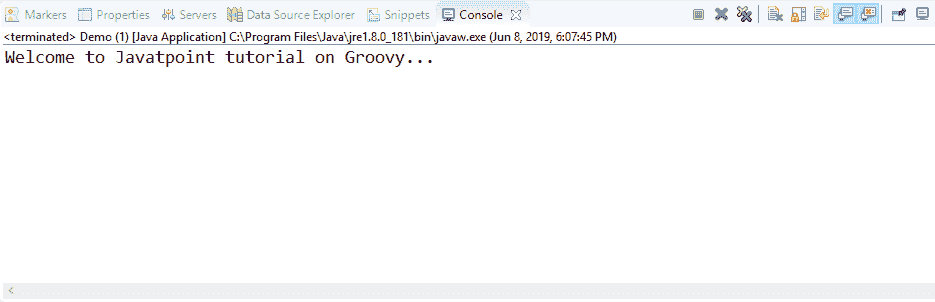 Markers Properties Servers Data Source Explorer Snippets Console
<terminated> Demo (1) [Java Application] C:\Program Files\Java\jre1.8.0_181\bin\javaw.exe (Jun 8, 2019, 6:07:45 PM)
Welcome to Javatpoint tutorial on Groovy...